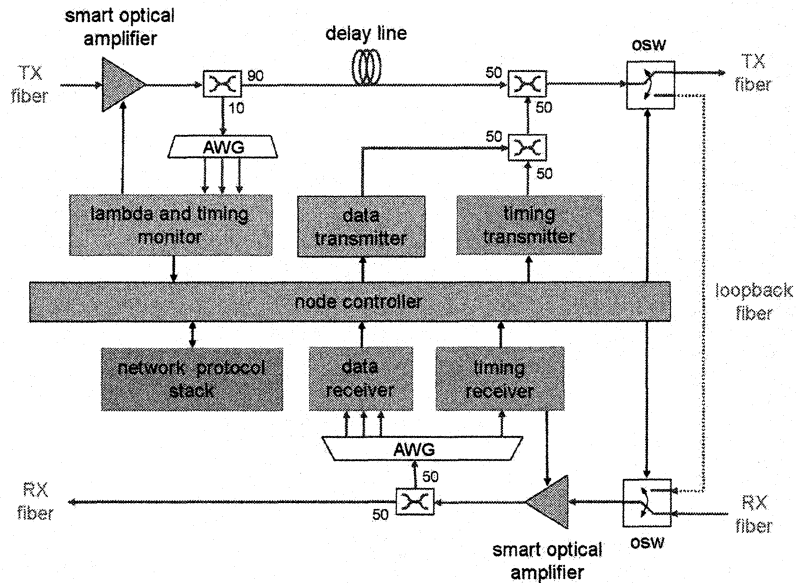 smart optical
amplifier
delay line
osw
TX
fiber
90
10
50
50
TX
fiber
AWG
50
50
lambda and timing
monitor
data
transmitter
timing
transmitter
node controller
loopback
fiber
network protocol
stack
data
receiver
timing
receiver
AWG
RX
fiber
50
50
RX
fiber
osw
smart optical
amplifier